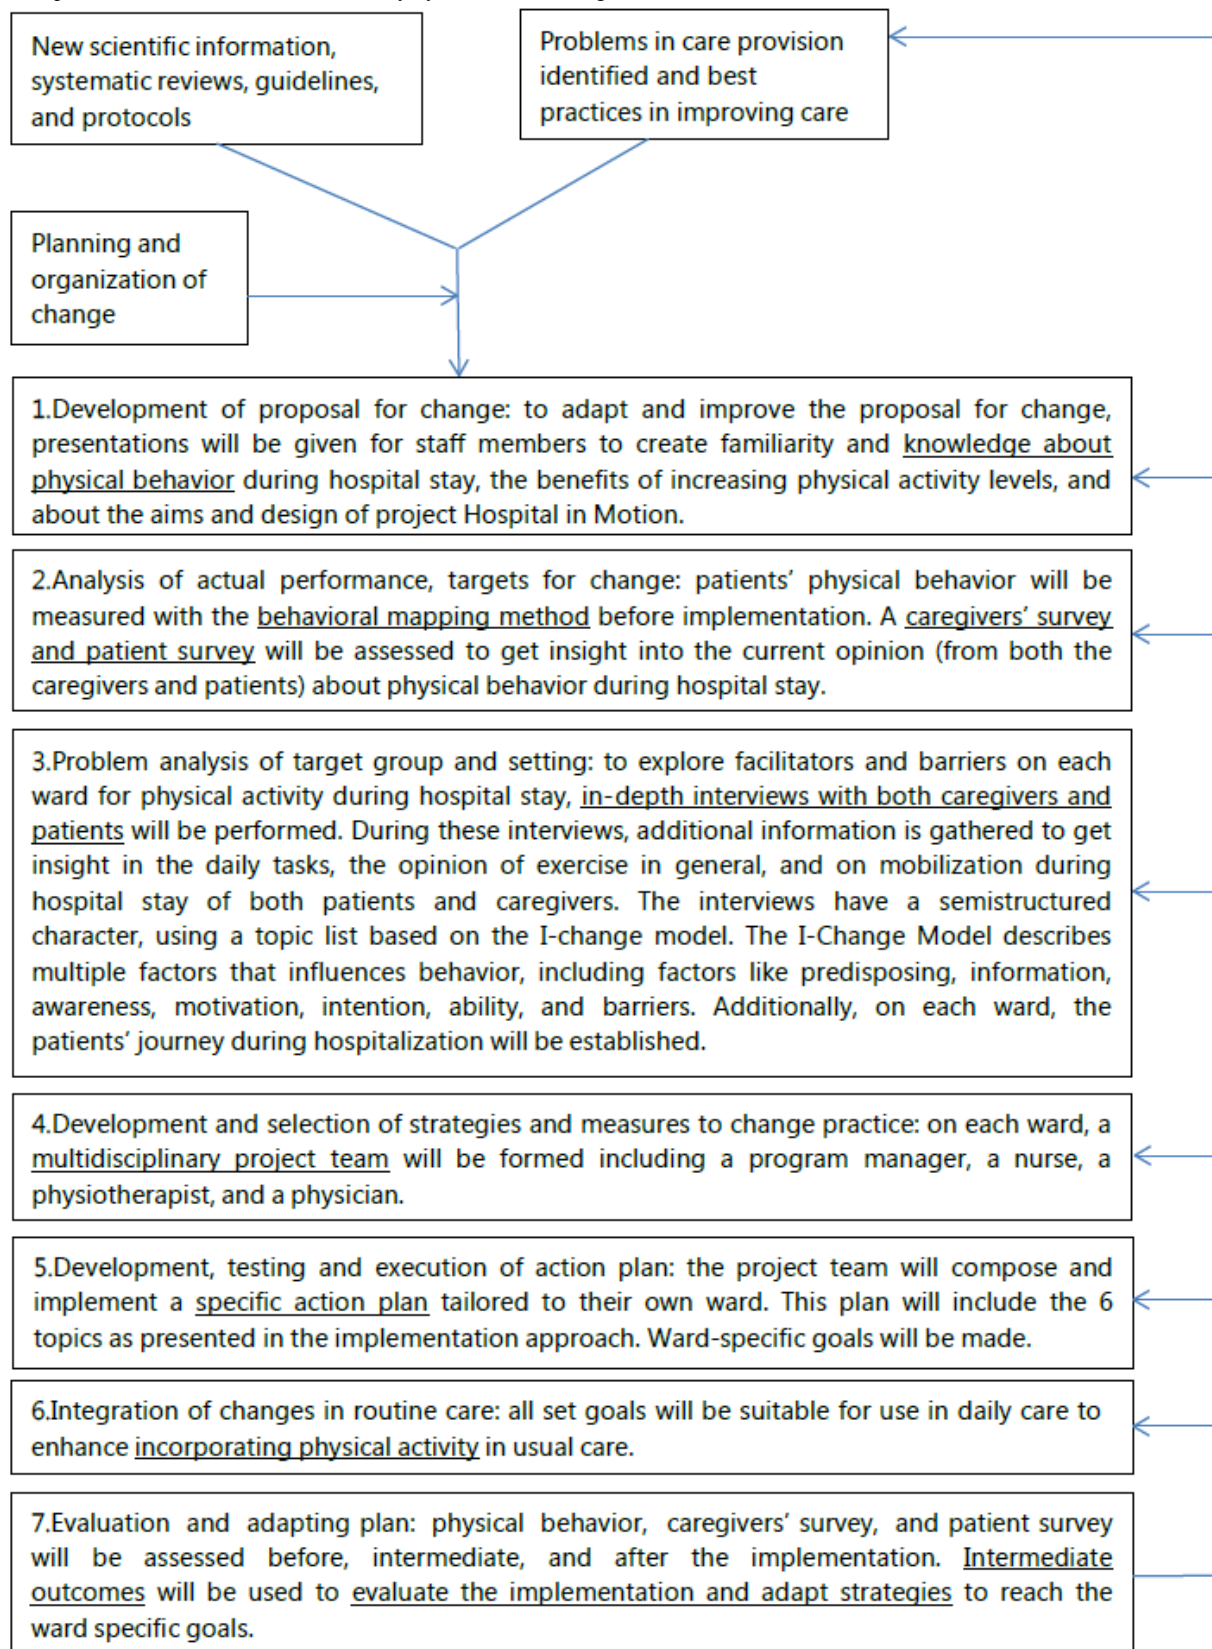 New scientific information,
systematic reviews, guidelines,
and protocols
Problems in care provision
identified and best
practices in improving care
Planning and
organization of
change
1.Development of proposal for change: to adapt and improve the proposal for change,
presentations will be given for staff members to create familiarity and knowledge about
physical behavior during hospital stay, the benefits of increasing physical activity levels, and
about the aims and design of project Hospital in Motion.
2.Analysis of actual performance, targets for change: patients’ physical behavior will be
measured with the behavioral mapping method before implementation. A caregivers’ survey
and patient survey will be assessed to get insight into the current opinion (from both the
caregivers and patients) about physical behavior during hospital stay.
3.Problem analysis of target group and setting: to explore facilitators and barriers on each
ward for physical activity during hospital stay, in-depth interviews with both caregivers and
patients will be performed. During these interviews, additional information is gathered to get
insight in the daily tasks, the opinion of exercise in general, and on mobilization during
hospital stay of both patients and caregivers. The interviews have a semistructured
character, using a topic list based on the I-change model. The I-Change Model describes
multiple factors that influences behavior, including factors like predisposing, information,
awareness, motivation, intention, ability, and barriers. Additionally, on each ward, the
patients’ journey during hospitalization will be established.
4.Development and selection of strategies and measures to change practice: on each ward, a
multidisciplinary project team will be formed including a program manager, a nurse, a
physiotherapist, and a physician.
5.Development, testing and execution of action plan: the project team will compose and
implement a specific action plan tailored to their own ward. This plan will include the 6
topics as presented in the implementation approach. Ward-specific goals will be made.
6.Integration of changes in routine care: all set goals will be suitable for use in daily care to
enhance incorporating physical activity in usual care.
7.Evaluation and adapting plan: physical behavior, caregivers’ survey, and patient survey
will be assessed before, intermediate, and after the implementation. Intermediate
outcomes will be used to evaluate the implementation and adapt strategies to reach the
ward specific goals.